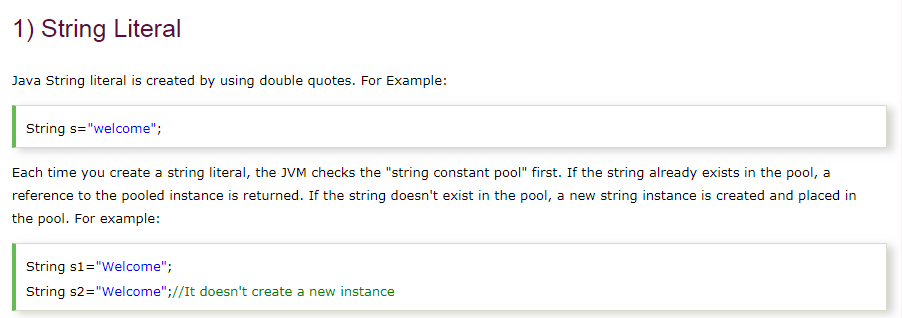 1) String Literal
Java String literal is created by using double quotes. For Example:
String s="welcome";
Each time you create a string literal, the JVM checks the "string constant pool" first. If the string already exists in the pool, a
reference to the pooled instance is returned. If the string doesn't exist in the pool, a new string instance is created and placed in
the pool. For example:
String s1="Welcome";
String s2="Welcome";//It doesn't create a new instance